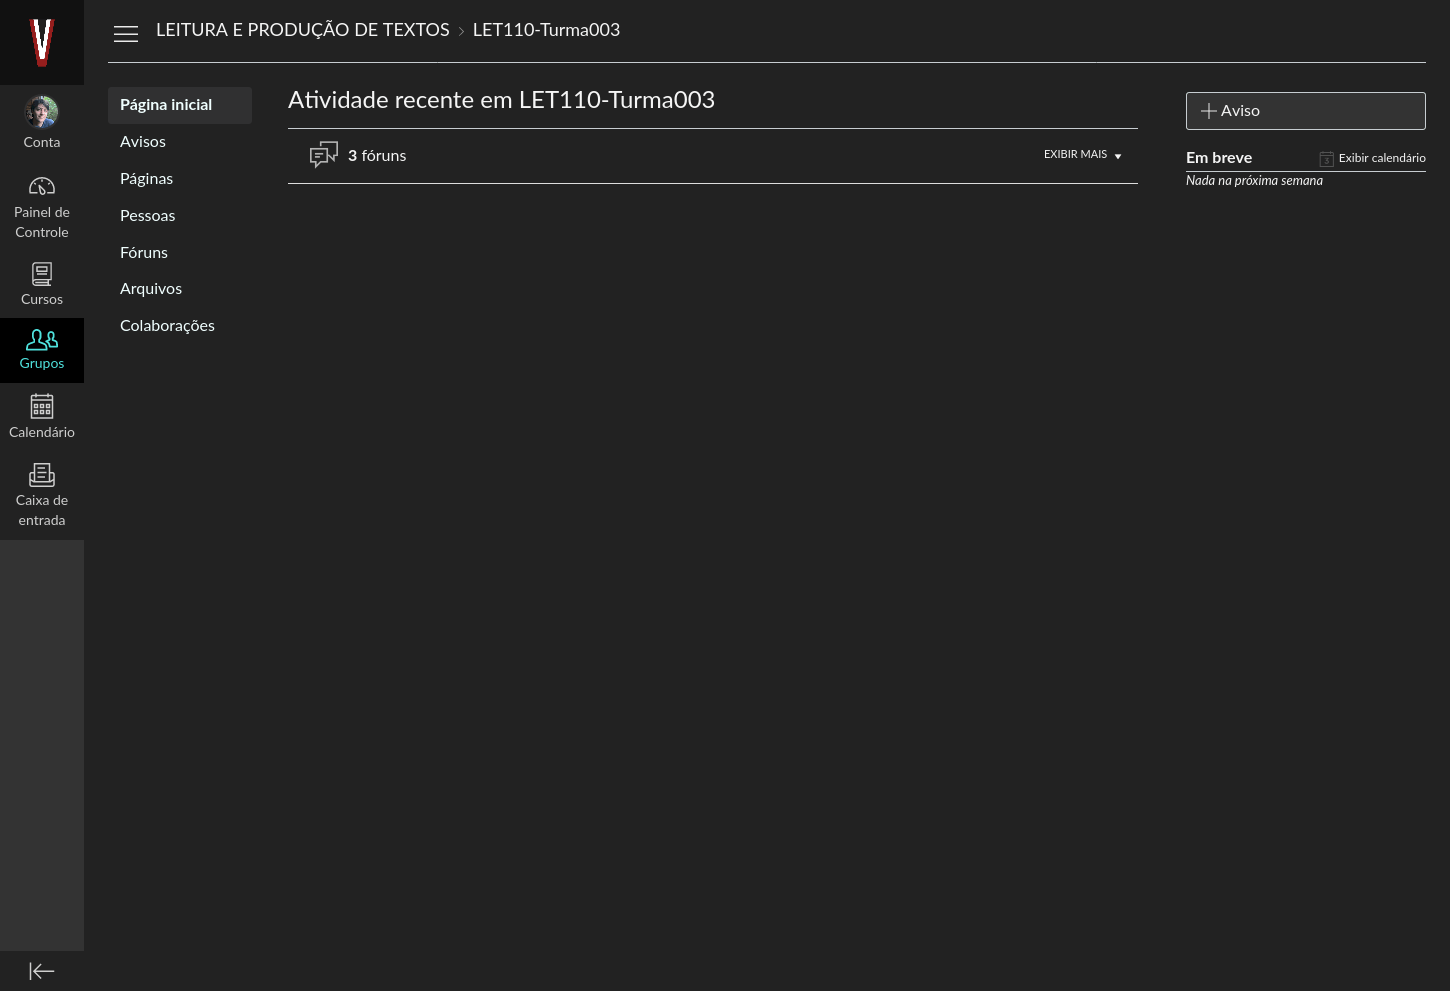 LEITURA E PRODUÇÃO DE TEXTOS › LET110-Turma003
Conta
Painel de
Controle
Cursos
Grupos
Calendário
Caixa de
entrada
Página inicial
Avisos
Páginas
Pessoas
Fóruns
Arquivos
Colaborações
Atividade recente em LET110-Turma003
3 fóruns
EXIBIR MAIS
Aviso
Em breve
3 Exibir calendário
Nada na próxima semana